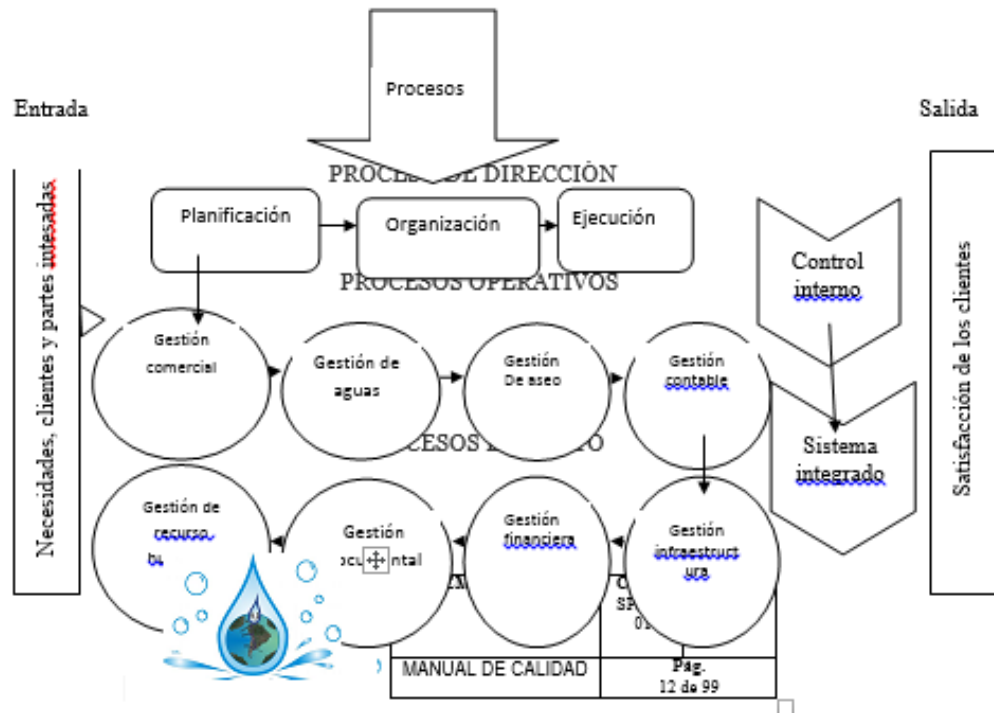 Procesos
Entrada
Salida
DE DIRECCIÓN
Planificación
Organización
Ejecución
PROCESOS OPERATIVOS
Necesidades, clientes y partes intesadas
Control
interno
Satisfacción de los clientes
Gestión
comercial
Gestión de
aguas
Gestión
De aseo
Gestión
contable
Sistema
integrado
Gestión de
recurso
Gestión
Gestión
financiera
Gestión
infraestruct
ura
MANUAL DE CALIDAD
Pág.
12 de 99